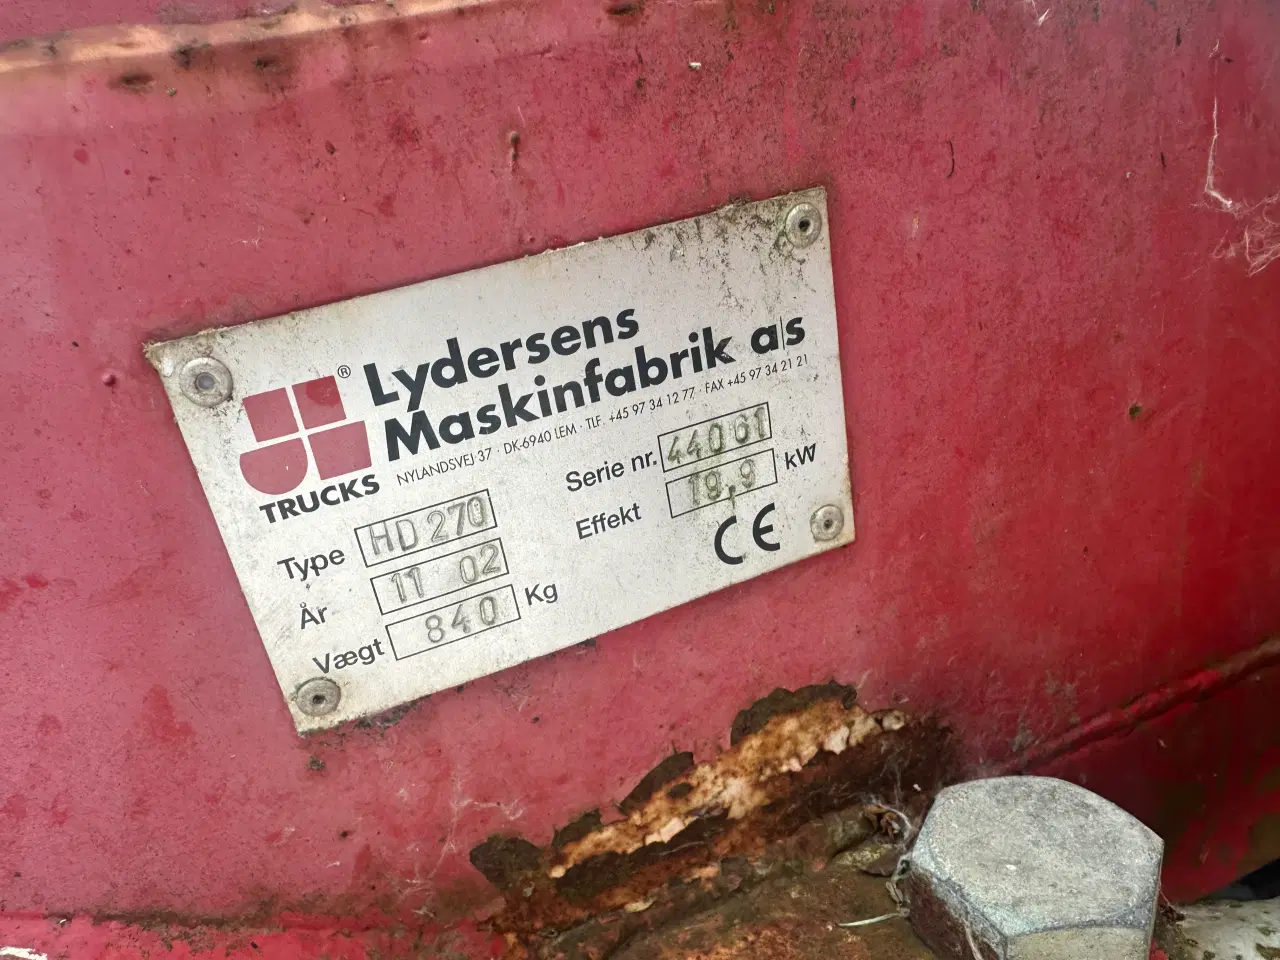 ® Lydersens
Maskinfabrik a/s
NYLANDSVEJ 37 · DK-6940 LEM · TLF. +45 97 34 12 77 · FAX +45 97 34 21 21
TRUCKS
Type HD 270
År 11 02
Vægt 840 Kg
Serie nr. 44061
Effekt 19,9 kW
CE